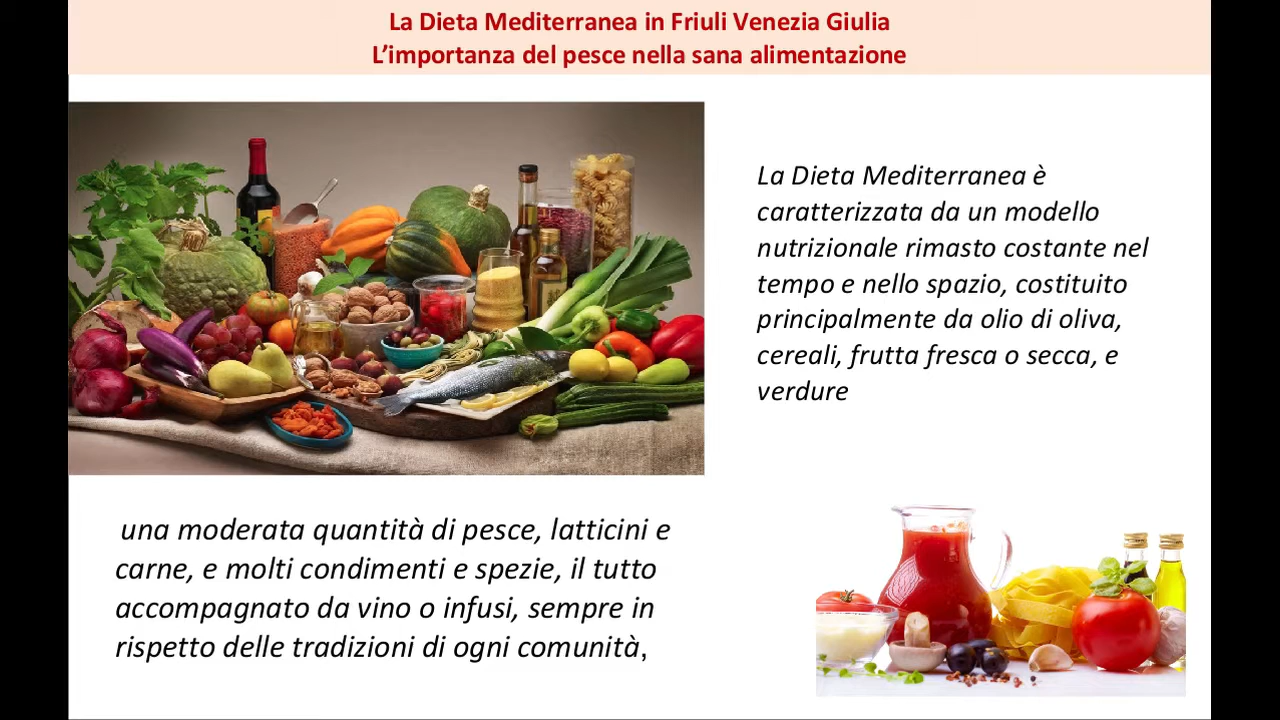 La Dieta Mediterranea in Friuli Venezia Giulia
L’importanza del pesce nella sana alimentazione
La Dieta Mediterranea è
caratterizzata da un modello
nutrizionale rimasto costante nel
tempo e nello spazio, costituito
principalmente da olio di oliva,
cereali, frutta fresca o secca, e
verdure
una moderata quantità di pesce, latticini e
carne, e molti condimenti e spezie, il tutto
accompagnato da vino o infusi, sempre in
rispetto delle tradizioni di ogni comunità,